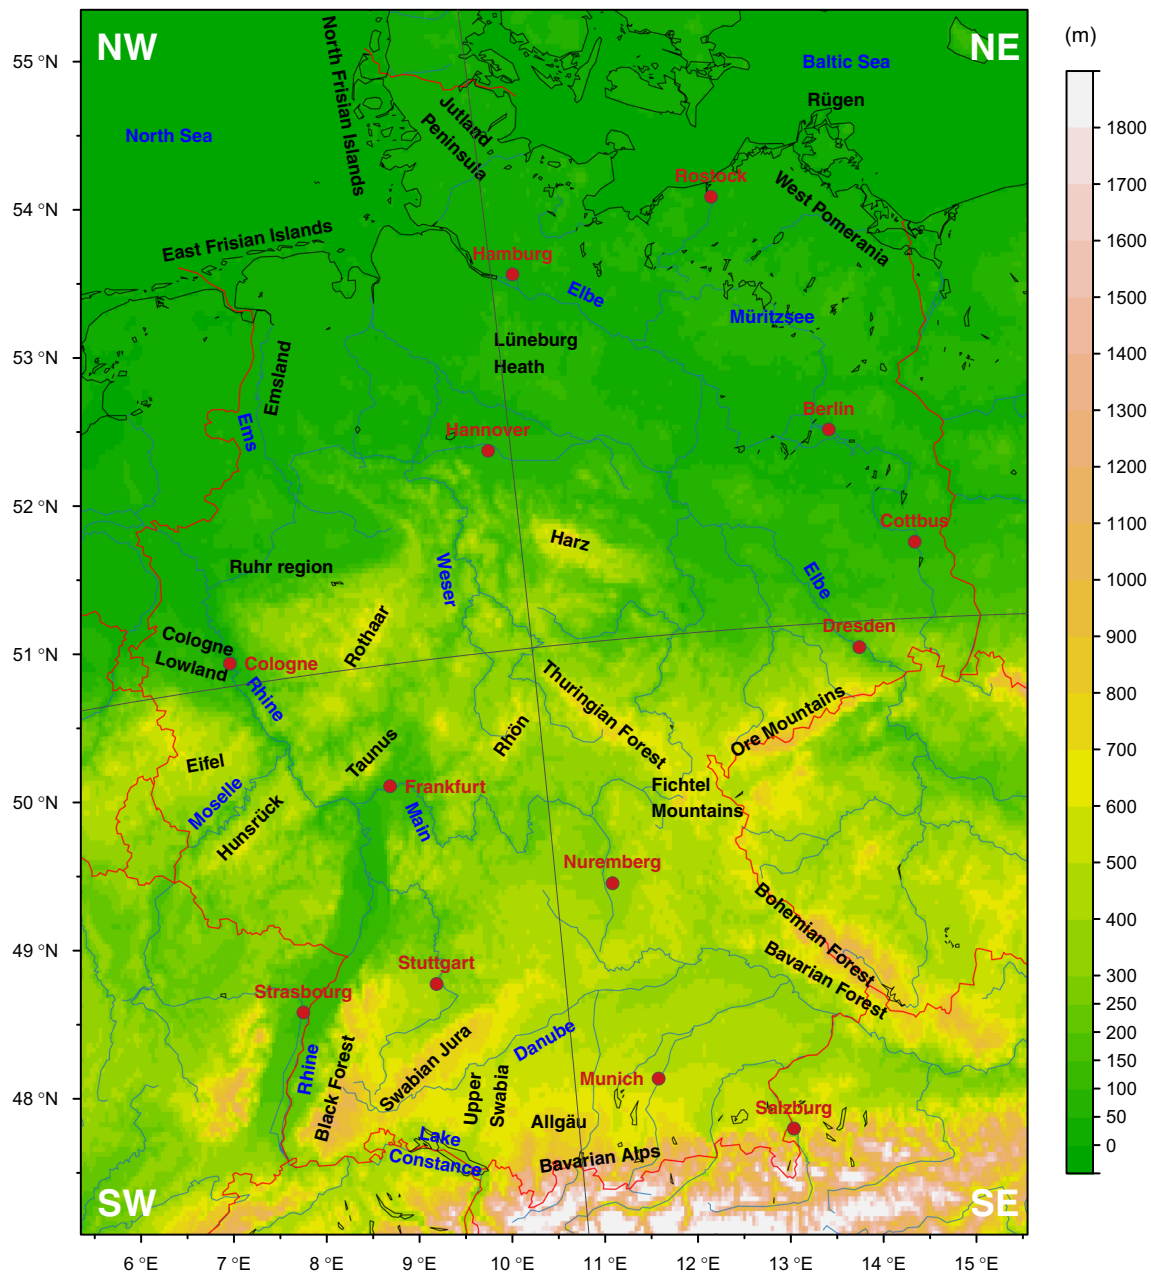 NW
NE
(m)
55 °N
54 °N
53 °N
52 °N
51 °N
50 °N
49 °N
48 °N
North Frisian Islands
Baltic Sea
Rügen
North Sea
Jutland
Peninsula
Rostock
West Pomerania
East Frisian Islands
Hamburg
Elbe
Müritzsee
Lüneburg
Heath
Emsland
Ems
Hannover
Berlin
Cottbus
Harz
Ruhr region
Weser
Elbe
Rothaar
Dresden
Cologne
Lowland
Cologne
Rhine
Thuringian Forest
Ore Mountains
Rhön
Taunus
Eifel
Moselle
Hunsrück
Frankfurt
Main
Fichtel
Mountains
Nuremberg
Bohemian Forest
Bavarian Forest
Stuttgart
Strasbourg
Rhine
Black Forest
Swabian Jura
Danube
Upper
Swabia
Munich
Allgäu
Salzburg
Lake
Constance
Bavarian Alps
SW
SE
6 °E
7 °E
8 °E
9 °E
10 °E
11 °E
12 °E
13 °E
14 °E
15 °E
1800
1700
1600
1500
1400
1300
1200
1100
1000
900
800
700
600
500
400
300
250
200
150
100
50
0